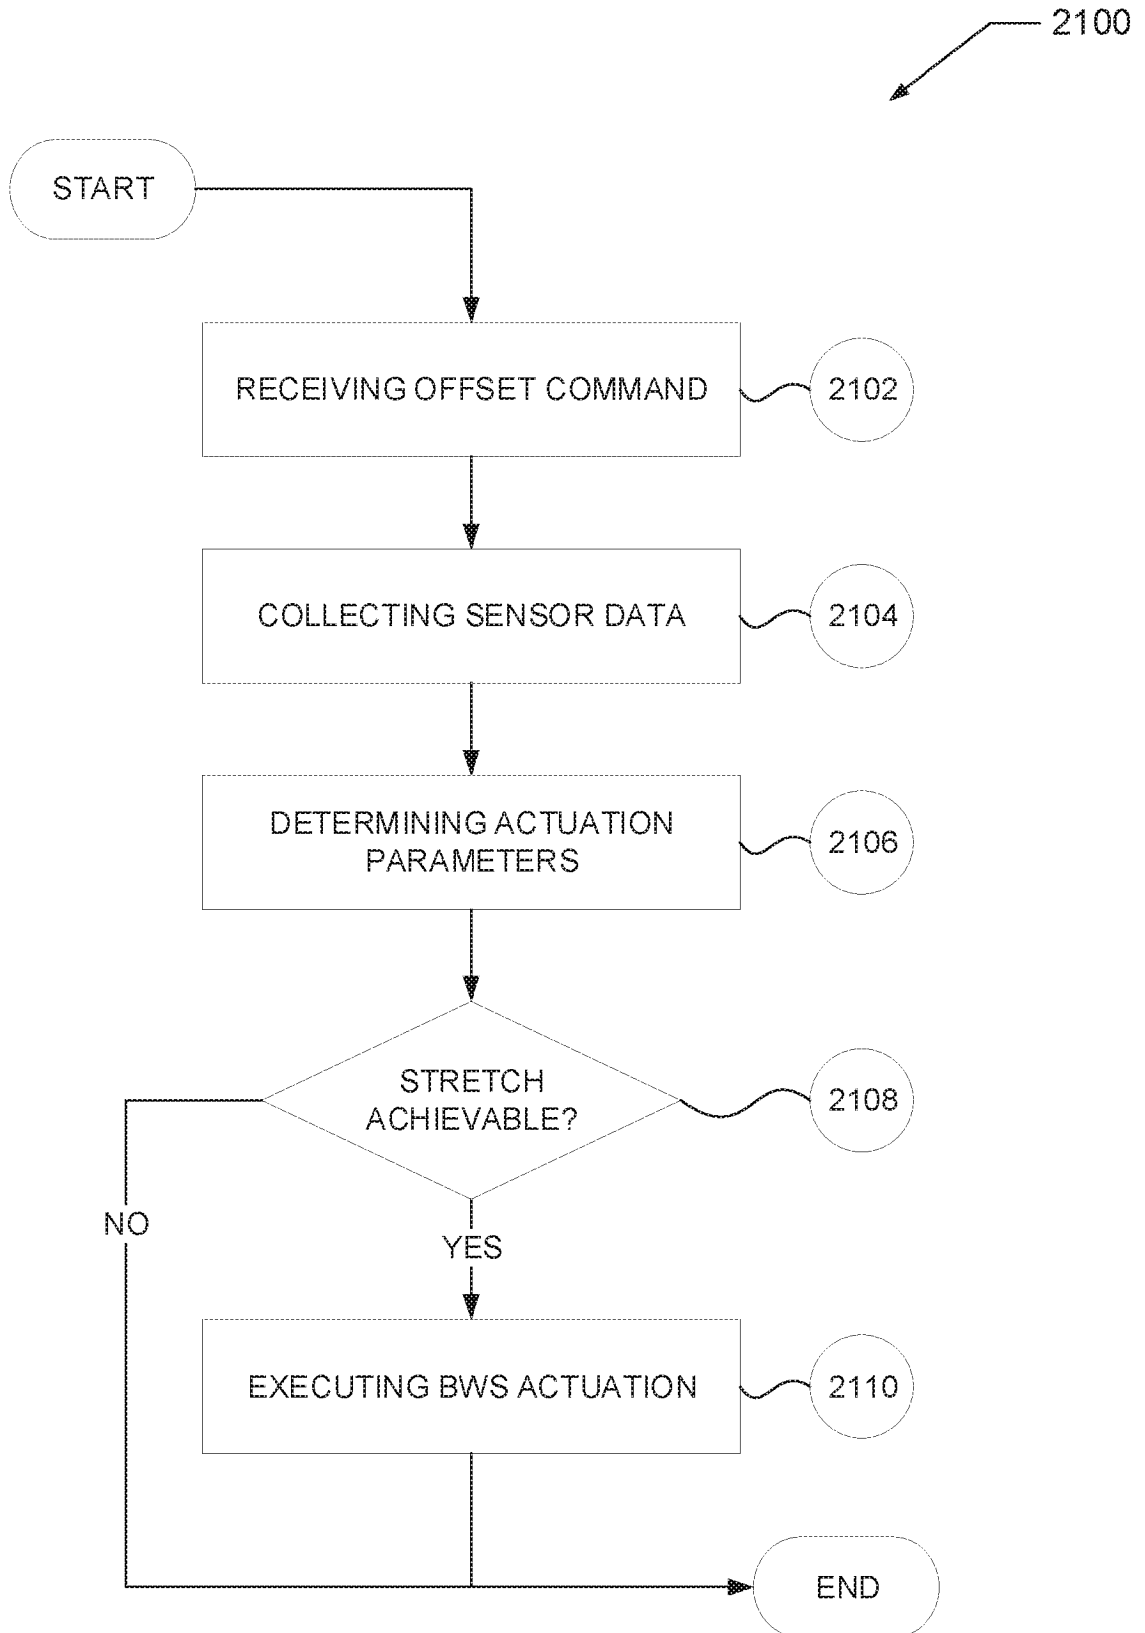 2100
START
RECEIVING OFFSET COMMAND
2102
COLLECTING SENSOR DATA
2104
DETERMINING ACTUATION
PARAMETERS
2106
STRETCH
ACHIEVABLE?
2108
NO
YES
EXECUTING BWS ACTUATION
2110
END